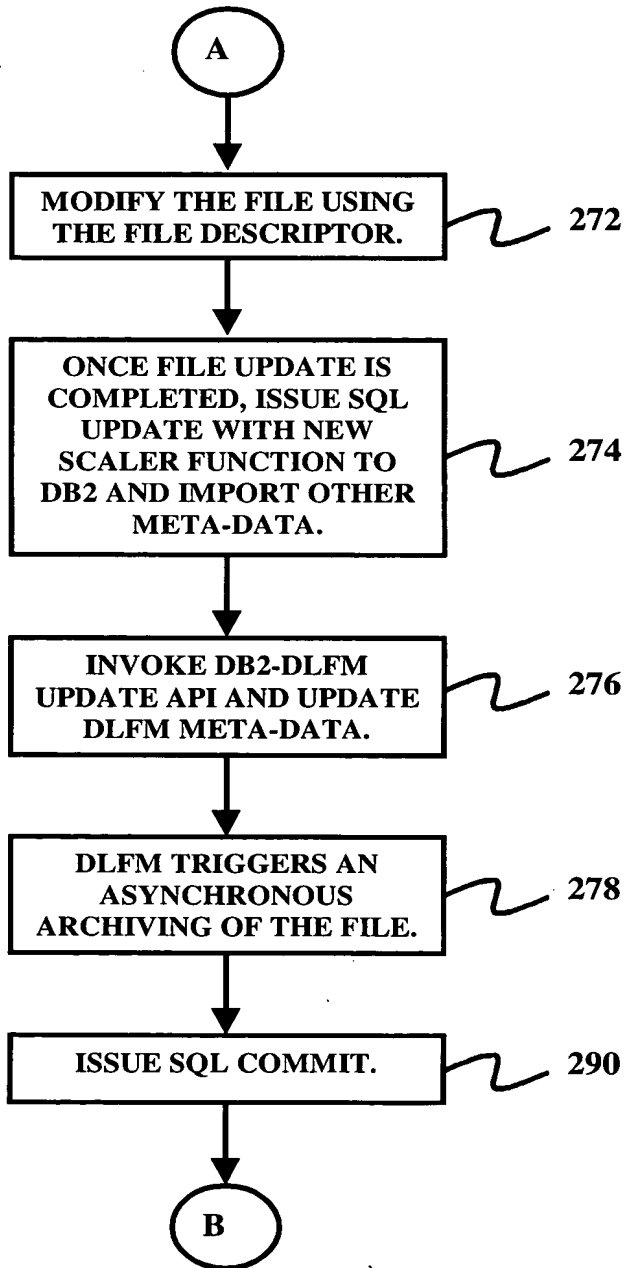 A
MODIFY THE FILE USING
THE FILE DESCRIPTOR.
272
ONCE FILE UPDATE IS
COMPLETED, ISSUE SQL
UPDATE WITH NEW
SCALER FUNCTION TO
DB2 AND IMPORT OTHER
META-DATA.
274
INVOKE DB2-DLFM
UPDATE API AND UPDATE
DLFM META-DATA.
276
DLFM TRIGGERS AN
ASYNCHRONOUS
ARCHIVING OF THE FILE.
278
ISSUE SQL COMMIT.
290
B